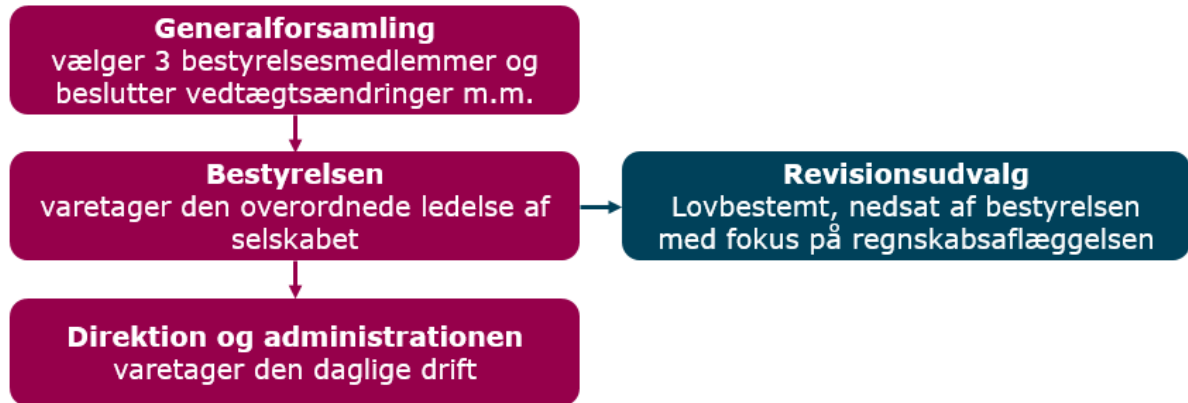 Generalforsamling
vælger 3 bestyrelsesmedlemmer og
beslutter vedtægtsændringer m.m.
Bestyrelsen
varetager den overordnede ledelse af
selskabet
Revisionsudvalg
Lovbestemt, nedsat af bestyrelsen
med fokus på regnskabsaflæggelsen
Direktion og administrationen
varetager den daglige drift